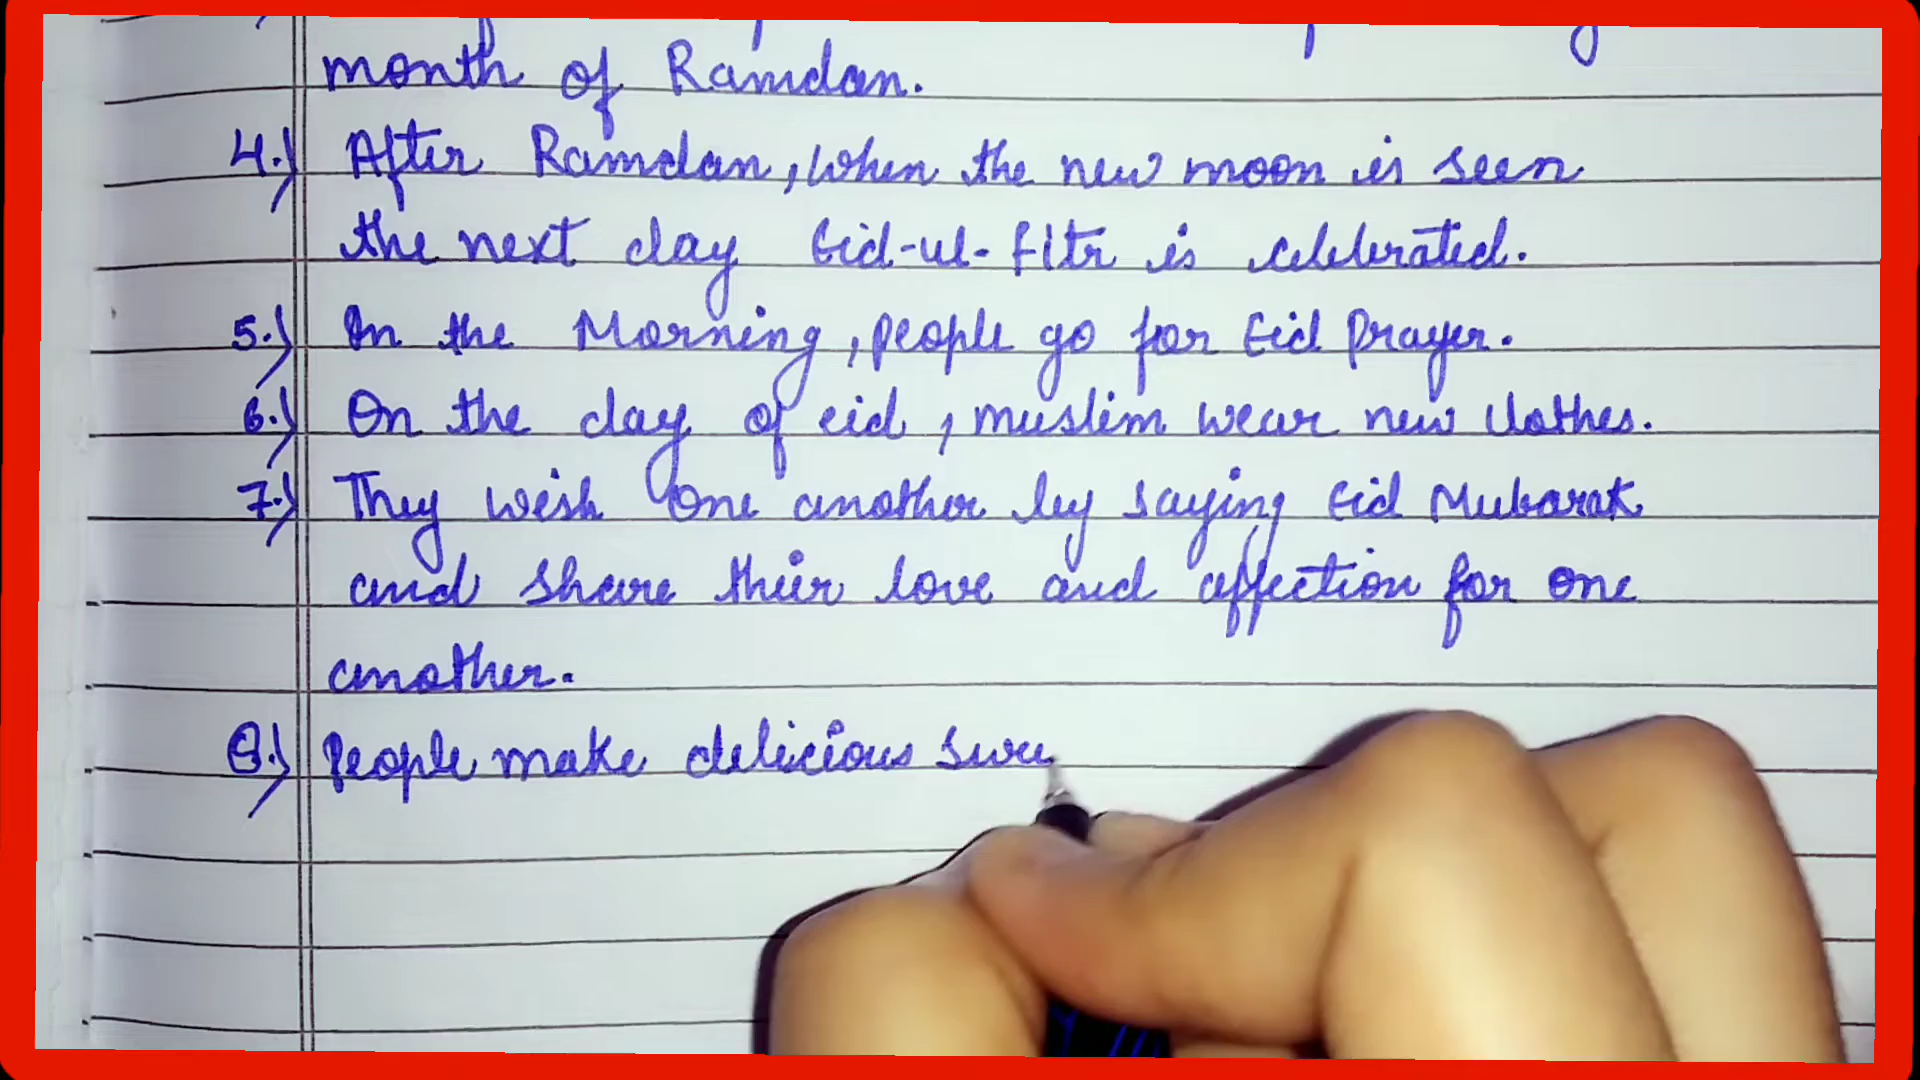 month of Ramdan.
4.) After Ramdan, When the new moon is seen
the next day Eid-ul-Fitr is celebrated.
5.) In the Morning, People go for Eid Prayer.
6.) On the day of eid, muslim wear new clothes.
7.) They wish one another by saying Eid Mubarak
and share their love and affection for one
another.
8.) People make delicious swee